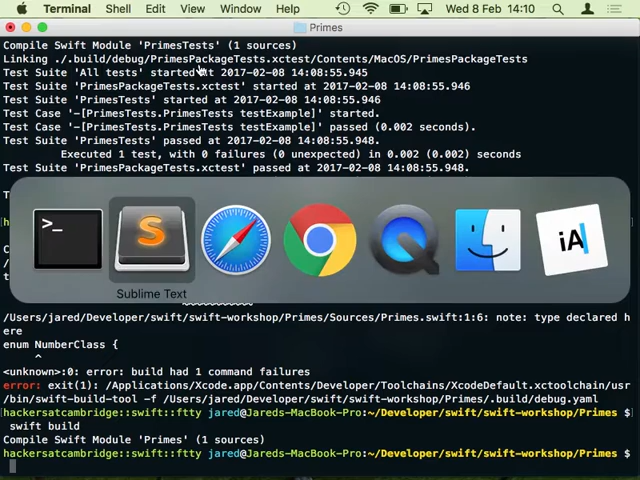 Terminal Shell Edit View Window Help Wed 8 Feb 14:10
Primes
Compile Swift Module 'PrimesTests' (1 sources)
Linking ./.build/debug/PrimesPackageTests.xctest/Contents/MacOS/PrimesPackageTests
Test Suite 'All tests' started at 2017-02-08 14:08:55.945
Test Suite 'PrimesPackageTests.xctest' started at 2017-02-08 14:08:55.946
Test Suite 'PrimesTests' started at 2017-02-08 14:08:55.946
Test Case '-[PrimesTests.PrimesTests testExample]' started.
Test Case '-[PrimesTests.PrimesTests testExample]' passed (0.002 seconds).
Test Suite 'PrimesTests' passed at 2017-02-08 14:08:55.948.
Executed 1 test, with 0 failures (0 unexpected) in 0.002 (0.002) seconds
Test Suite 'PrimesPackageTests.xctest' passed at 2017-02-08 14:08:55.948.
>_
S
iA
Sublime Text
/Users/jared/Developer/swift/swift-workshop/Primes/Sources/Primes.swift:1:6: note: type declared h
ere
enum NumberClass {
^
<unknown>:0: error: build had 1 command failures
error: exit(1): /Applications/Xcode.app/Contents/Developer/Toolchains/XcodeDefault.xctoolchain/usr
/bin/swift-build-tool -f /Users/jared/Developer/swift/swift-workshop/Primes/.build/debug.yaml
hackersatcambridge::swift::ftty jared@Jareds-MacBook-Pro:~/Developer/swift/swift-workshop/Primes $
swift build
Compile Swift Module 'Primes' (1 sources)
hackersatcambridge::swift::ftty jared@Jareds-MacBook-Pro:~/Developer/swift/swift-workshop/Primes $